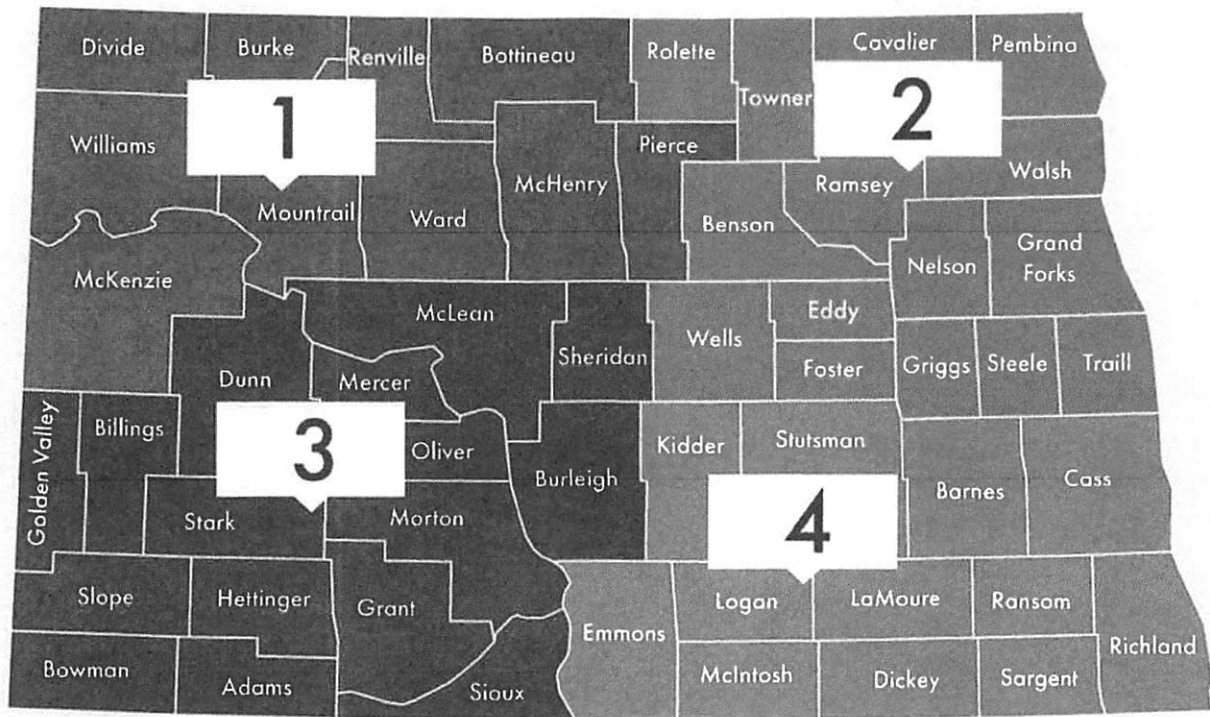 Divide
Burke
Renville
Bottineau
Rolette
Towner
Cavalier
Pembina
1
2
Williams
Mountrail
Ward
McHenry
Pierce
Benson
Ramsey
Walsh
McKenzie
McLean
Sheridan
Wells
Eddy
Foster
Nelson
Grand
Forks
Griggs
Steele
Traill
Dunn
Mercer
Golden Valley
Billings
3
Oliver
Burleigh
Kidder
Stutsman
4
Barnes
Cass
Stark
Morton
Slope
Hettinger
Grant
Emmons
Logan
LaMoure
Ransom
Richland
Bowman
Adams
Sioux
McIntosh
Dickey
Sargent